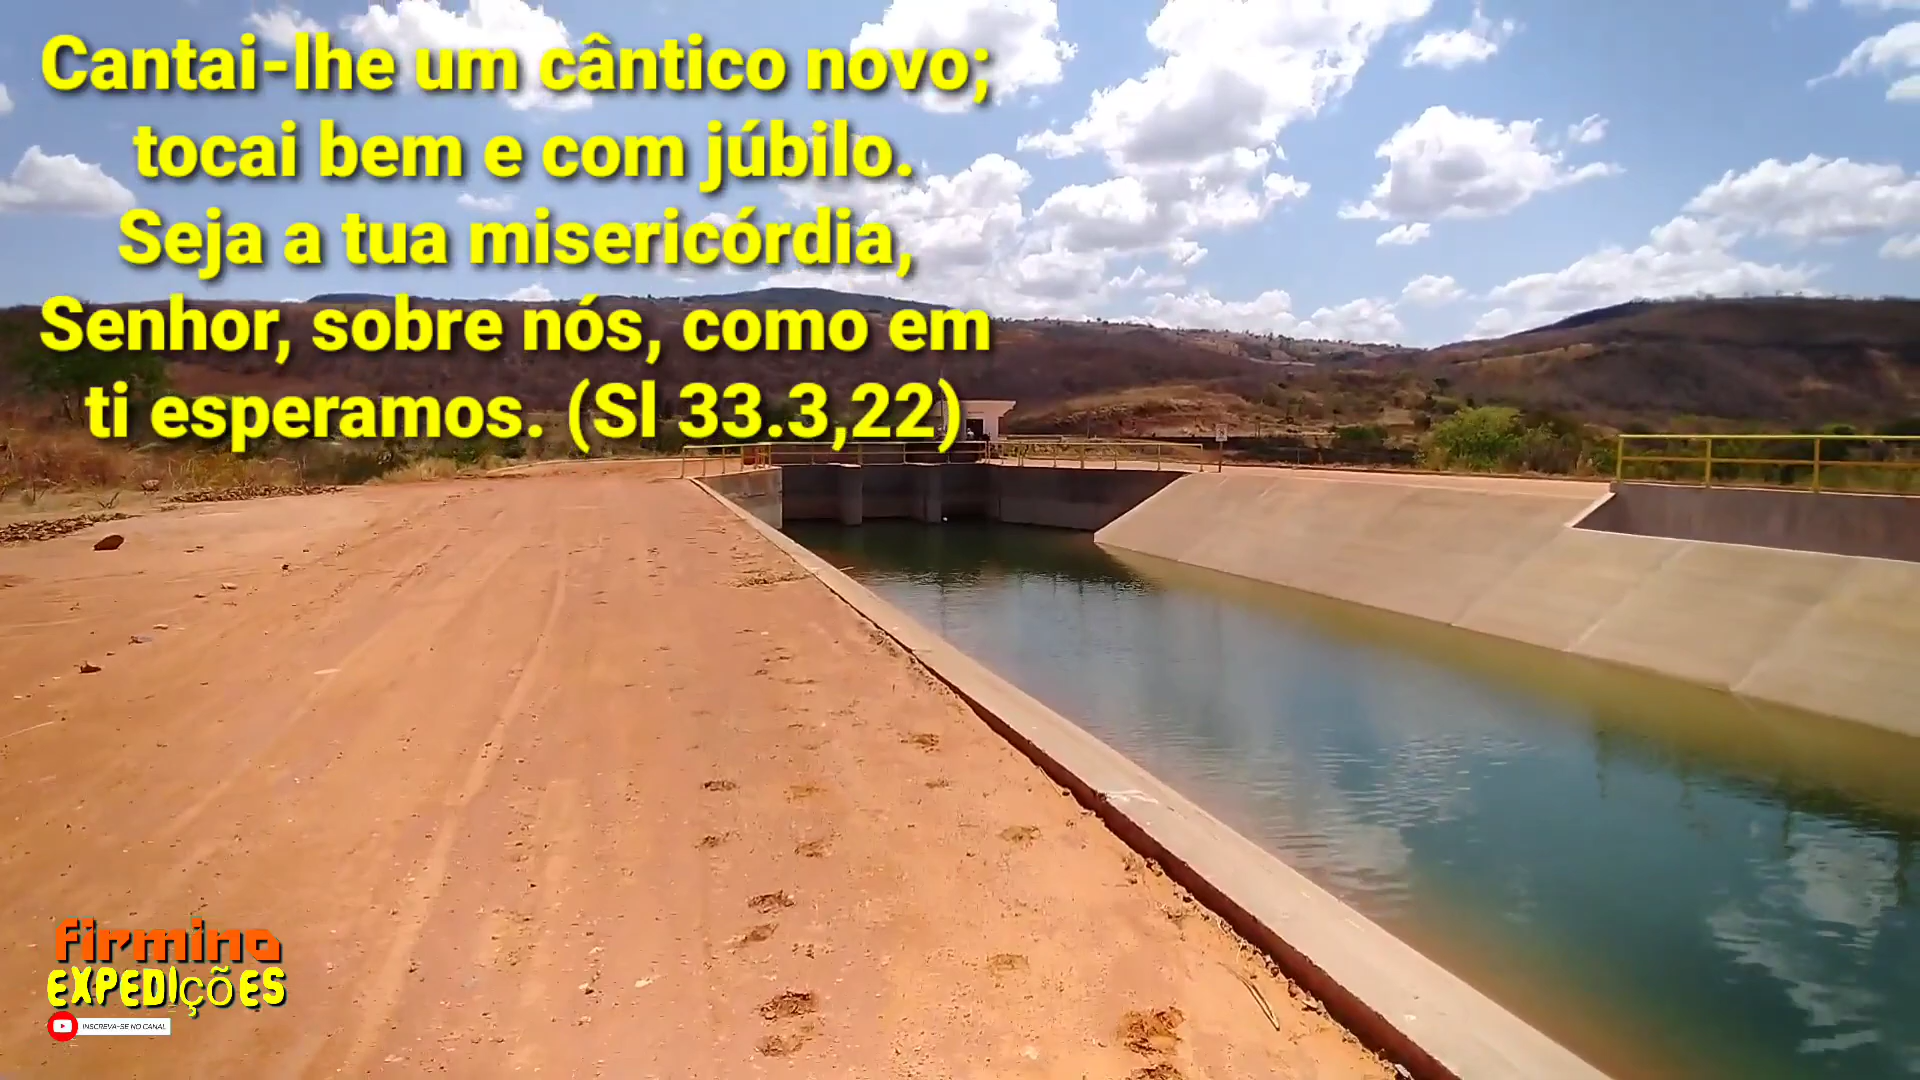 Cantai-lhe um cântico novo;
tocai bem e com júbilo.
Seja a tua misericórdia,
Senhor, sobre nós, como em
ti esperamos. (Sl 33.3,22)
firmino
EXPEDIÇÕES
INSCREVA-SE NO CANAL